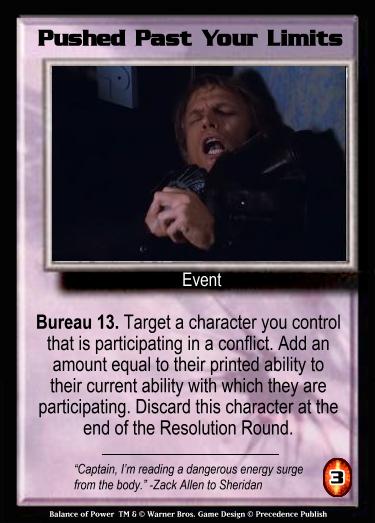 Pushed Past Your Limits
Event
Bureau 13. Target a character you control
that is participating in a conflict. Add an
amount equal to their printed ability to
their current ability with which they are
participating. Discard this character at the
end of the Resolution Round.
"Captain, I'm reading a dangerous energy surge
from the body." -Zack Allen to Sheridan
3
Balance of Power TM & © Warner Bros. Game Design © Precedence Publish